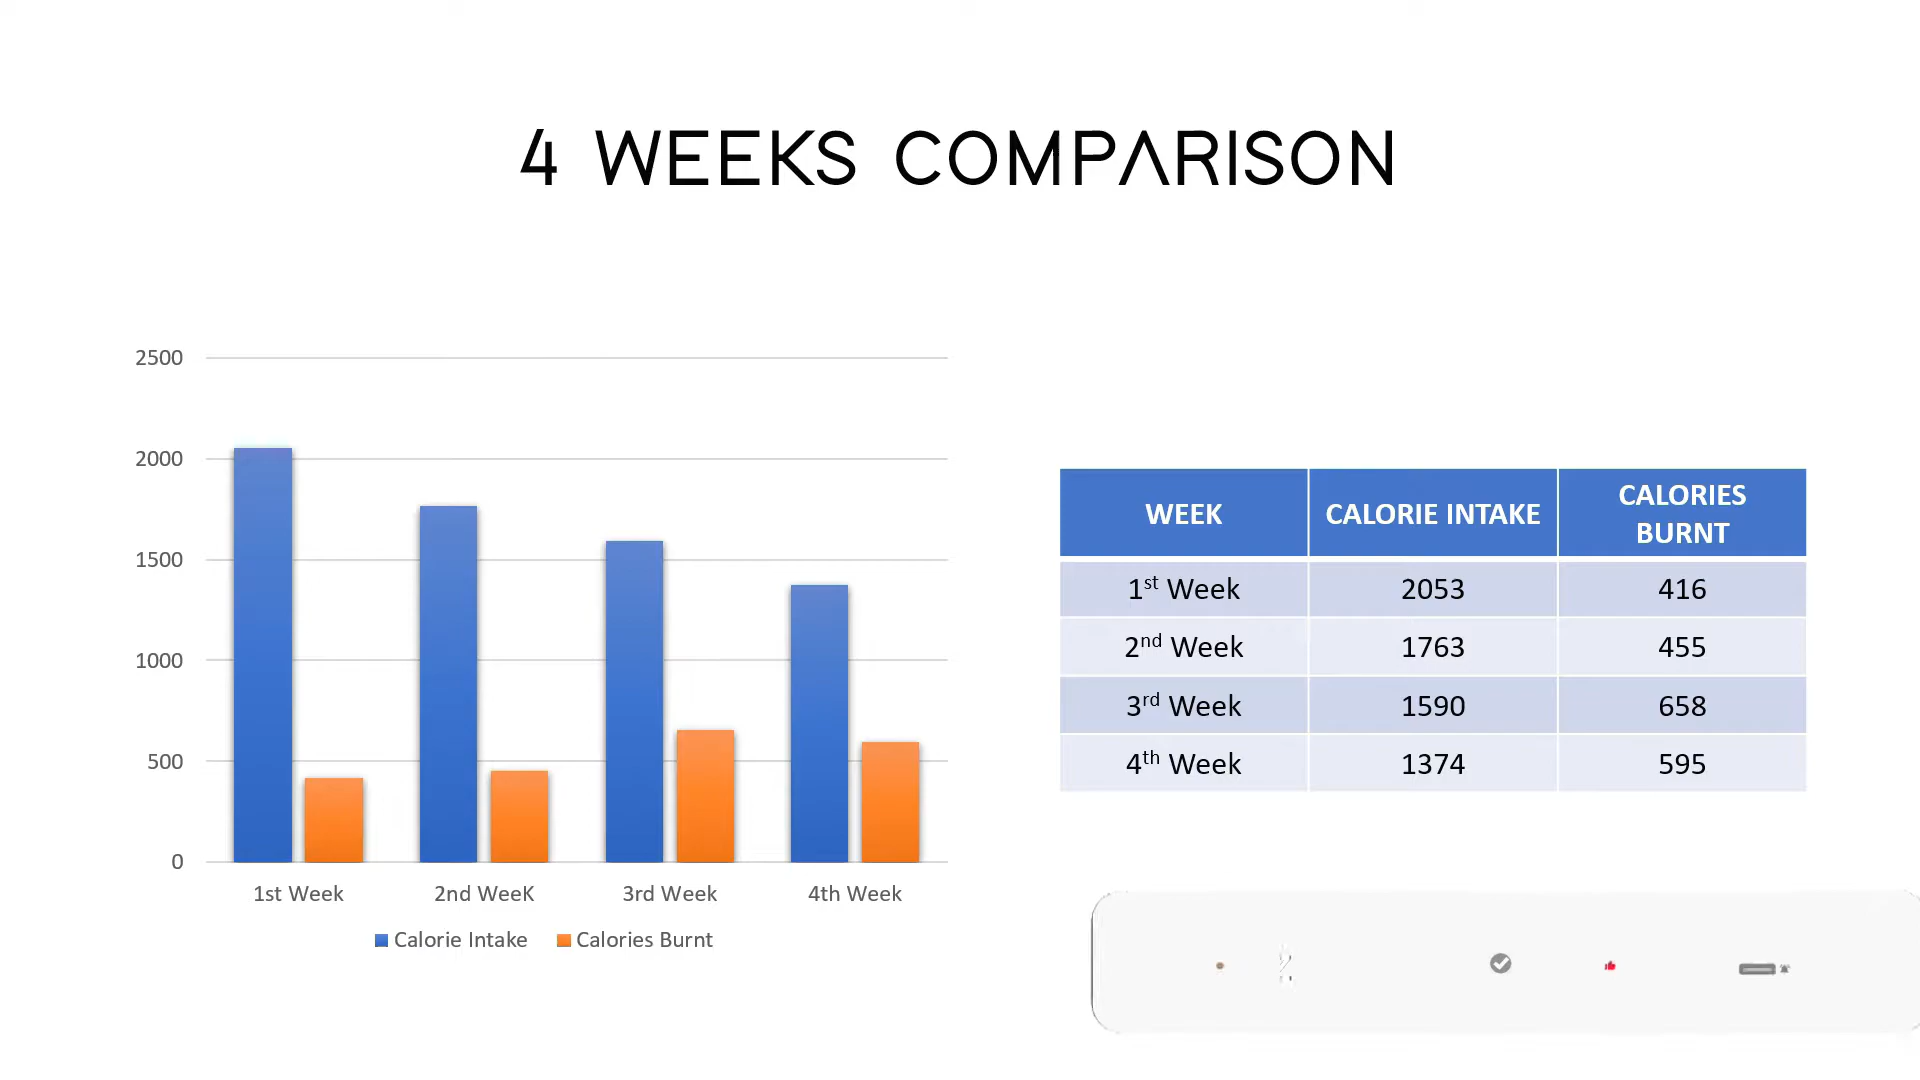 4 WEEKS COMPARISON
2500
2000
1500
1000
500
0
1st Week 2nd WeeK 3rd Week 4th Week
Calorie Intake Calories Burnt
WEEK CALORIE INTAKE CALORIES BURNT
1st Week 2053 416
2nd Week 1763 455
3rd Week 1590 658
4th Week 1374 595